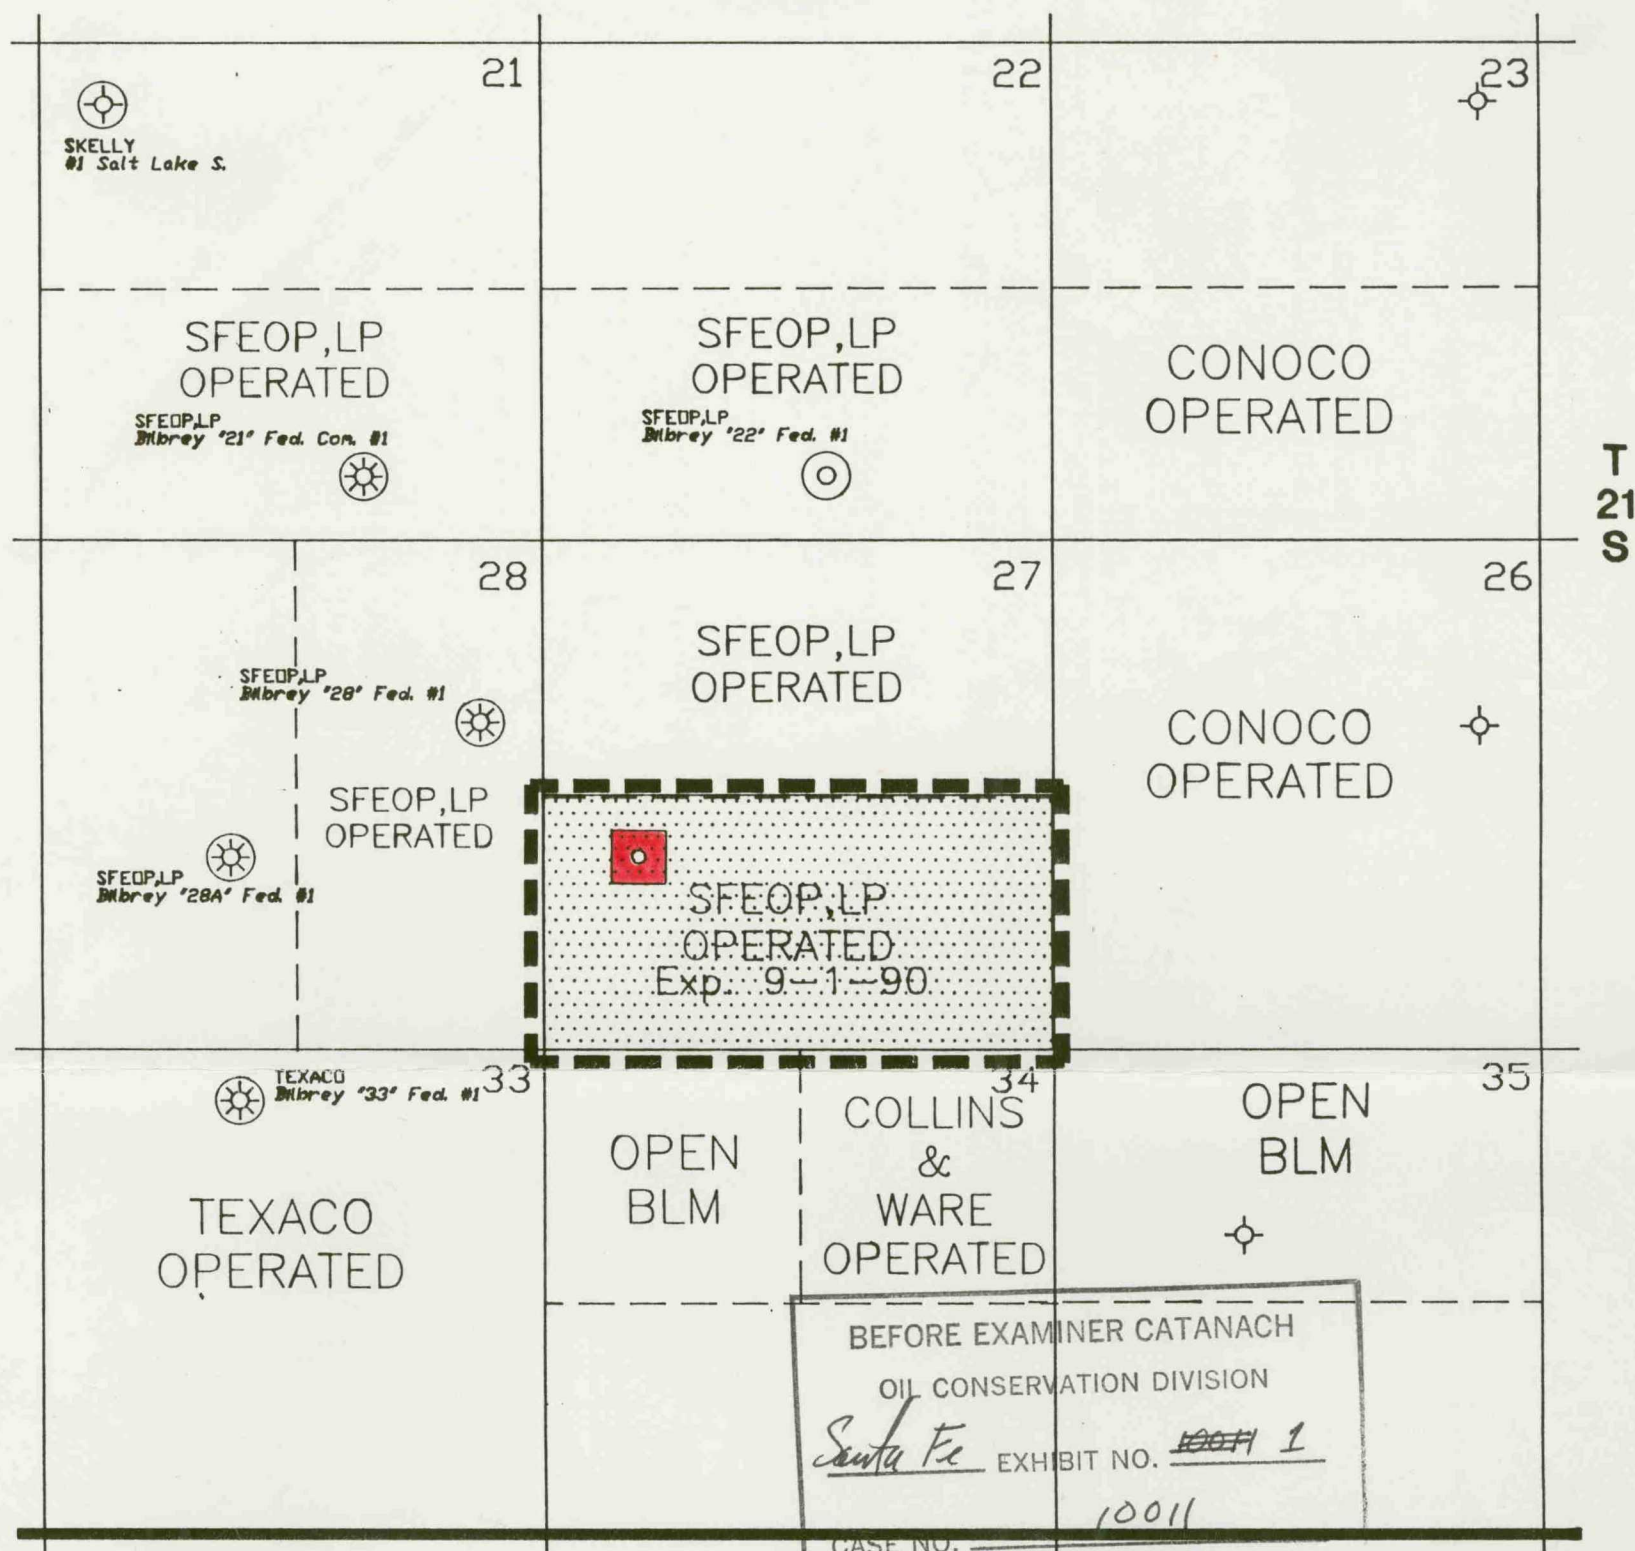 21
22
23
SKELLY
#1 Salt Lake S.
SFEOP,LP
OPERATED
SFEOP,LP
OPERATED
CONOCO
OPERATED
SFEOP,LP
Bilbrey "21" Fed. Com. #1
SFEOP,LP
Bilbrey "22" Fed. #1
T
21
S
28
27
26
SFEOP,LP
OPERATED
SFEOP,LP
Bilbrey "28" Fed. #1
CONOCO
OPERATED
SFEOP,LP
OPERATED
SFEOP,LP
Bilbrey "28A" Fed. #1
SFEOP,LP
OPERATED
Exp. 9-1-90
33
34
35
TEXACO
Bilbrey "33" Fed. #1
OPEN
BLM
COLLINS
&
WARE
OPERATED
OPEN
BLM
TEXACO
OPERATED
BEFORE EXAMINER CATANACH
OIL CONSERVATION DIVISION
Santa Fe EXHIBIT NO. 10011 1
10011
CASE NO.